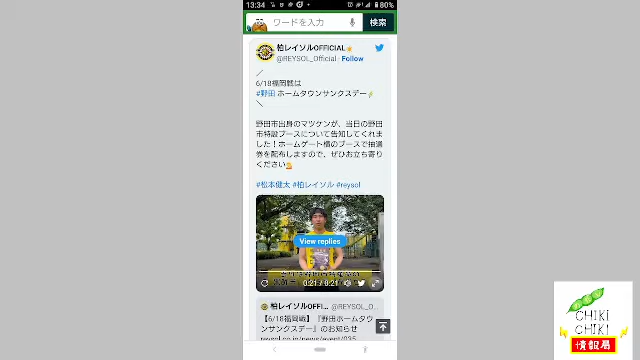 13:34
80%
ワードを入力
検索
柏レイソルOFFICIAL
@REYSOL_Official · Follow
／
6/18福岡戦は
#野田 ホームタウンサンクスデー⚡
＼
野田市出身のマツケンが、当日の野田
市特設ブースについて告知してくれま
した！ホームゲート横のブースで抽選
券を配布しますので、ぜひお立ち寄り
ください
#松本健太 #柏レイソル #reysol
View replies
0:21 / 0:21
柏レイソルOFFI... @REYSOL_O...
【6/18福岡戦】『野田ホームタウ
ンサンクスデー』のお知らせ
CHIKI
CHIKI
情報局